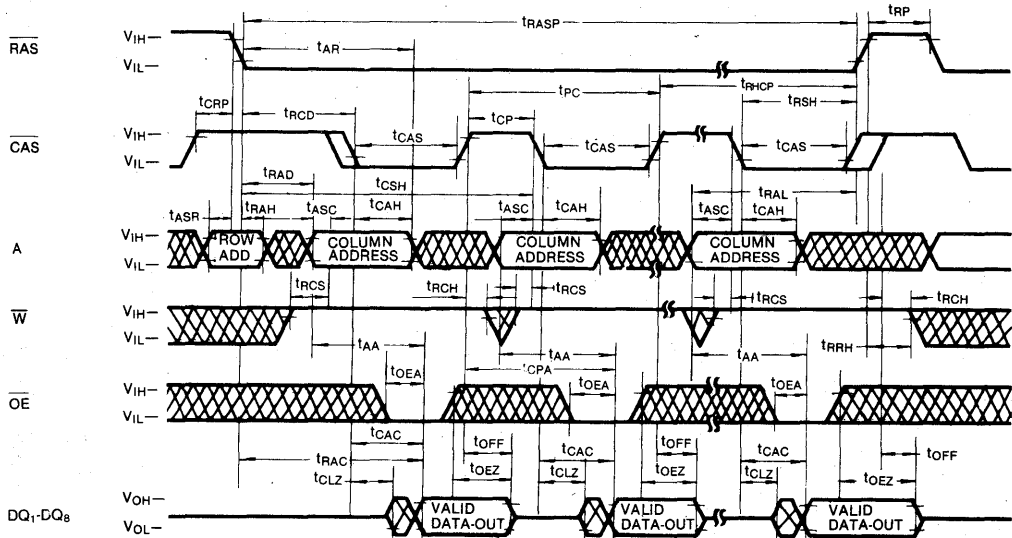 tRASP
tRP
RAS
VIH
VIL
tAR
tCRP
tRCD
tPC
tRHCP
tCP
tRSH
CAS
VIH
VIL
tCAS
tCAS
tCAS
tRAD
tCSH
tRAL
tASR
tRAH
tASC
tCAH
tASC
tCAH
tASC
tCAH
A
VIH
VIL
ROW ADD
COLUMN ADDRESS
COLUMN ADDRESS
COLUMN ADDRESS
W
VIH
VIL
tRCS
tRCH
tRCS
tRCS
tRCH
tAA
tAA
tAA
tRRH
tCPA
OE
VIH
VIL
tOEA
tOEA
tOEA
tCAC
tOFF
tCAC
tOFF
tCAC
tOFF
tRAC
tCLZ
tOEZ
tCLZ
tOEZ
tCLZ
tOEZ
DQ1-DQ8
VOH
VOL
VALID DATA-OUT
VALID DATA-OUT
VALID DATA-OUT